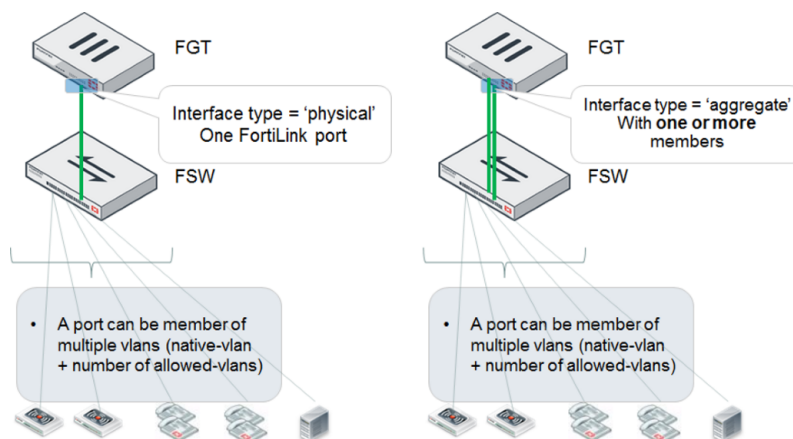 FGT
Interface type = ‘physical’
One FortiLink port
FSW
• A port can be member of
multiple vlans (native-vlan
+ number of allowed-vlans)
FGT
Interface type = ‘aggregate’
With one or more
members
FSW
• A port can be member of
multiple vlans (native-vlan
+ number of allowed-vlans)